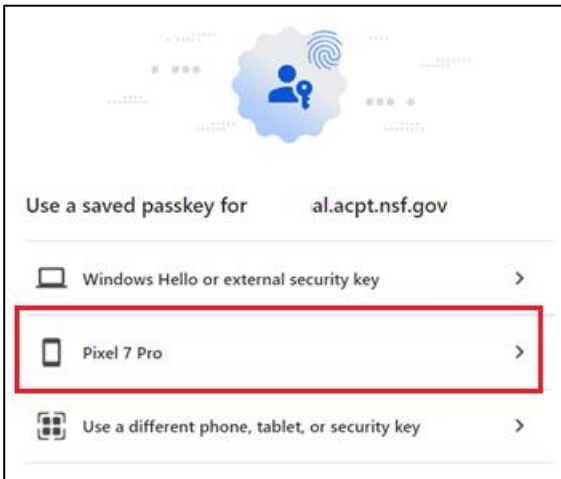 Use a saved passkey for al.acpt.nsf.gov
Windows Hello or external security key
Pixel 7 Pro
Use a different phone, tablet, or security key